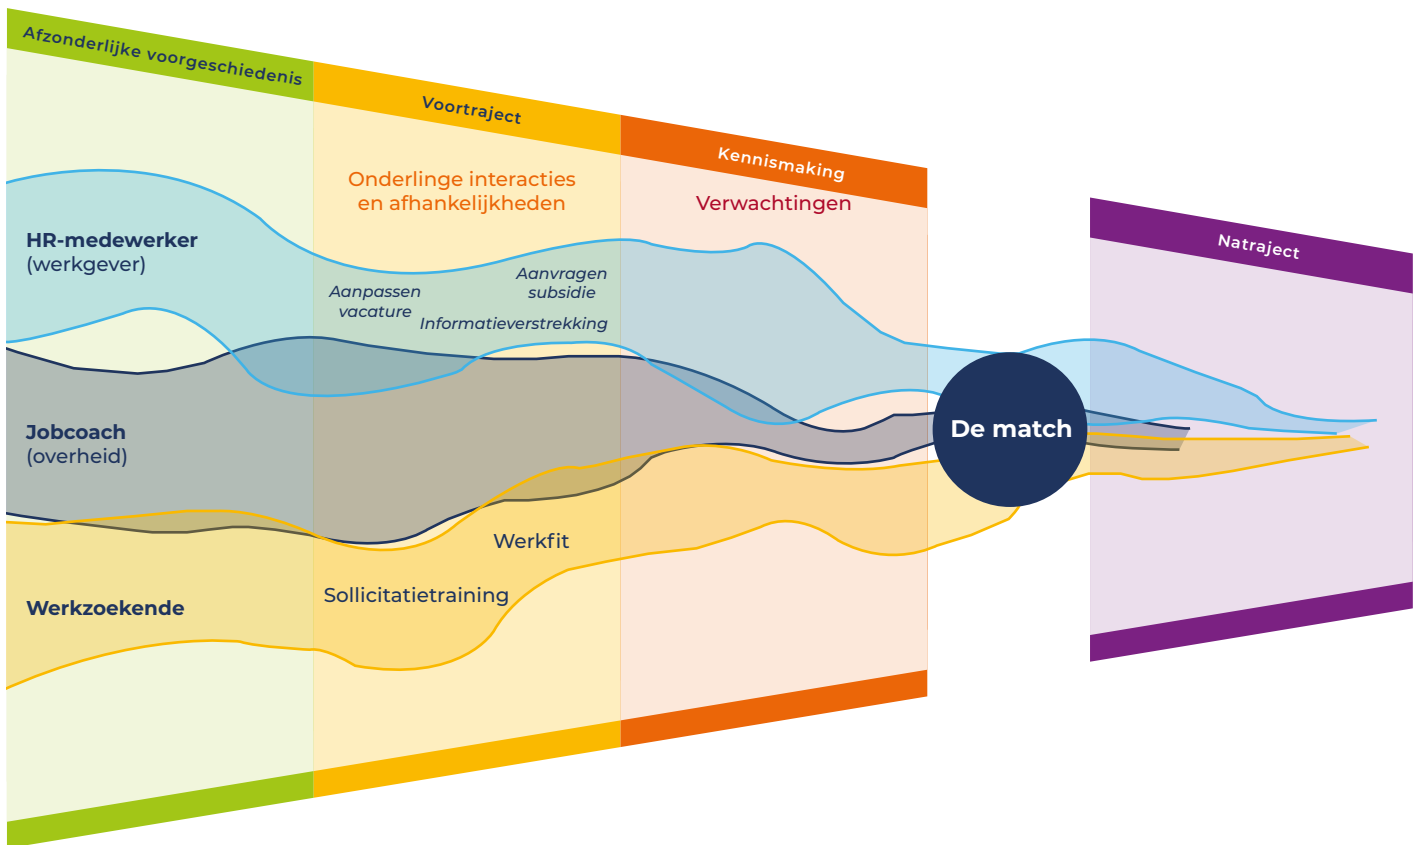 Afzonderlijke voorgeschiedenis
Voortraject
Kennismaking
Natraject
Onderlinge interacties
en afhankelijkheden
Verwachtingen
HR-medewerker
(werkgever)
Aanpassen
vacature
Aanvragen
subsidie
Informatieverstrekking
Jobcoach
(overheid)
De match
Werkfit
Sollicitatietraining
Werkzoekende